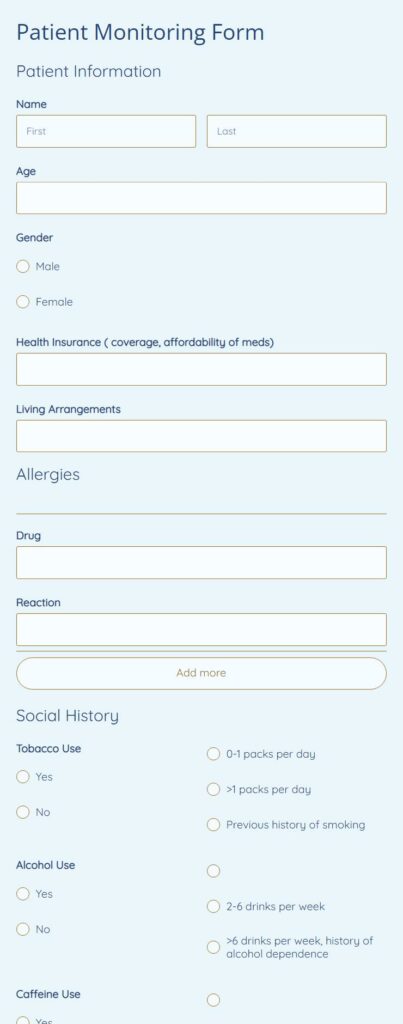 Patient Monitoring Form
Patient Information
Name
First
Last
Age
Gender
Male
Female
Health Insurance ( coverage, affordability of meds)
Living Arrangements
Allergies
Drug
Reaction
Add more
Social History
Tobacco Use
Yes
No
0-1 packs per day
>1 packs per day
Previous history of smoking
Alcohol Use
Yes
No
2-6 drinks per week
>6 drinks per week, history of
alcohol dependence
Caffeine Use
Yes